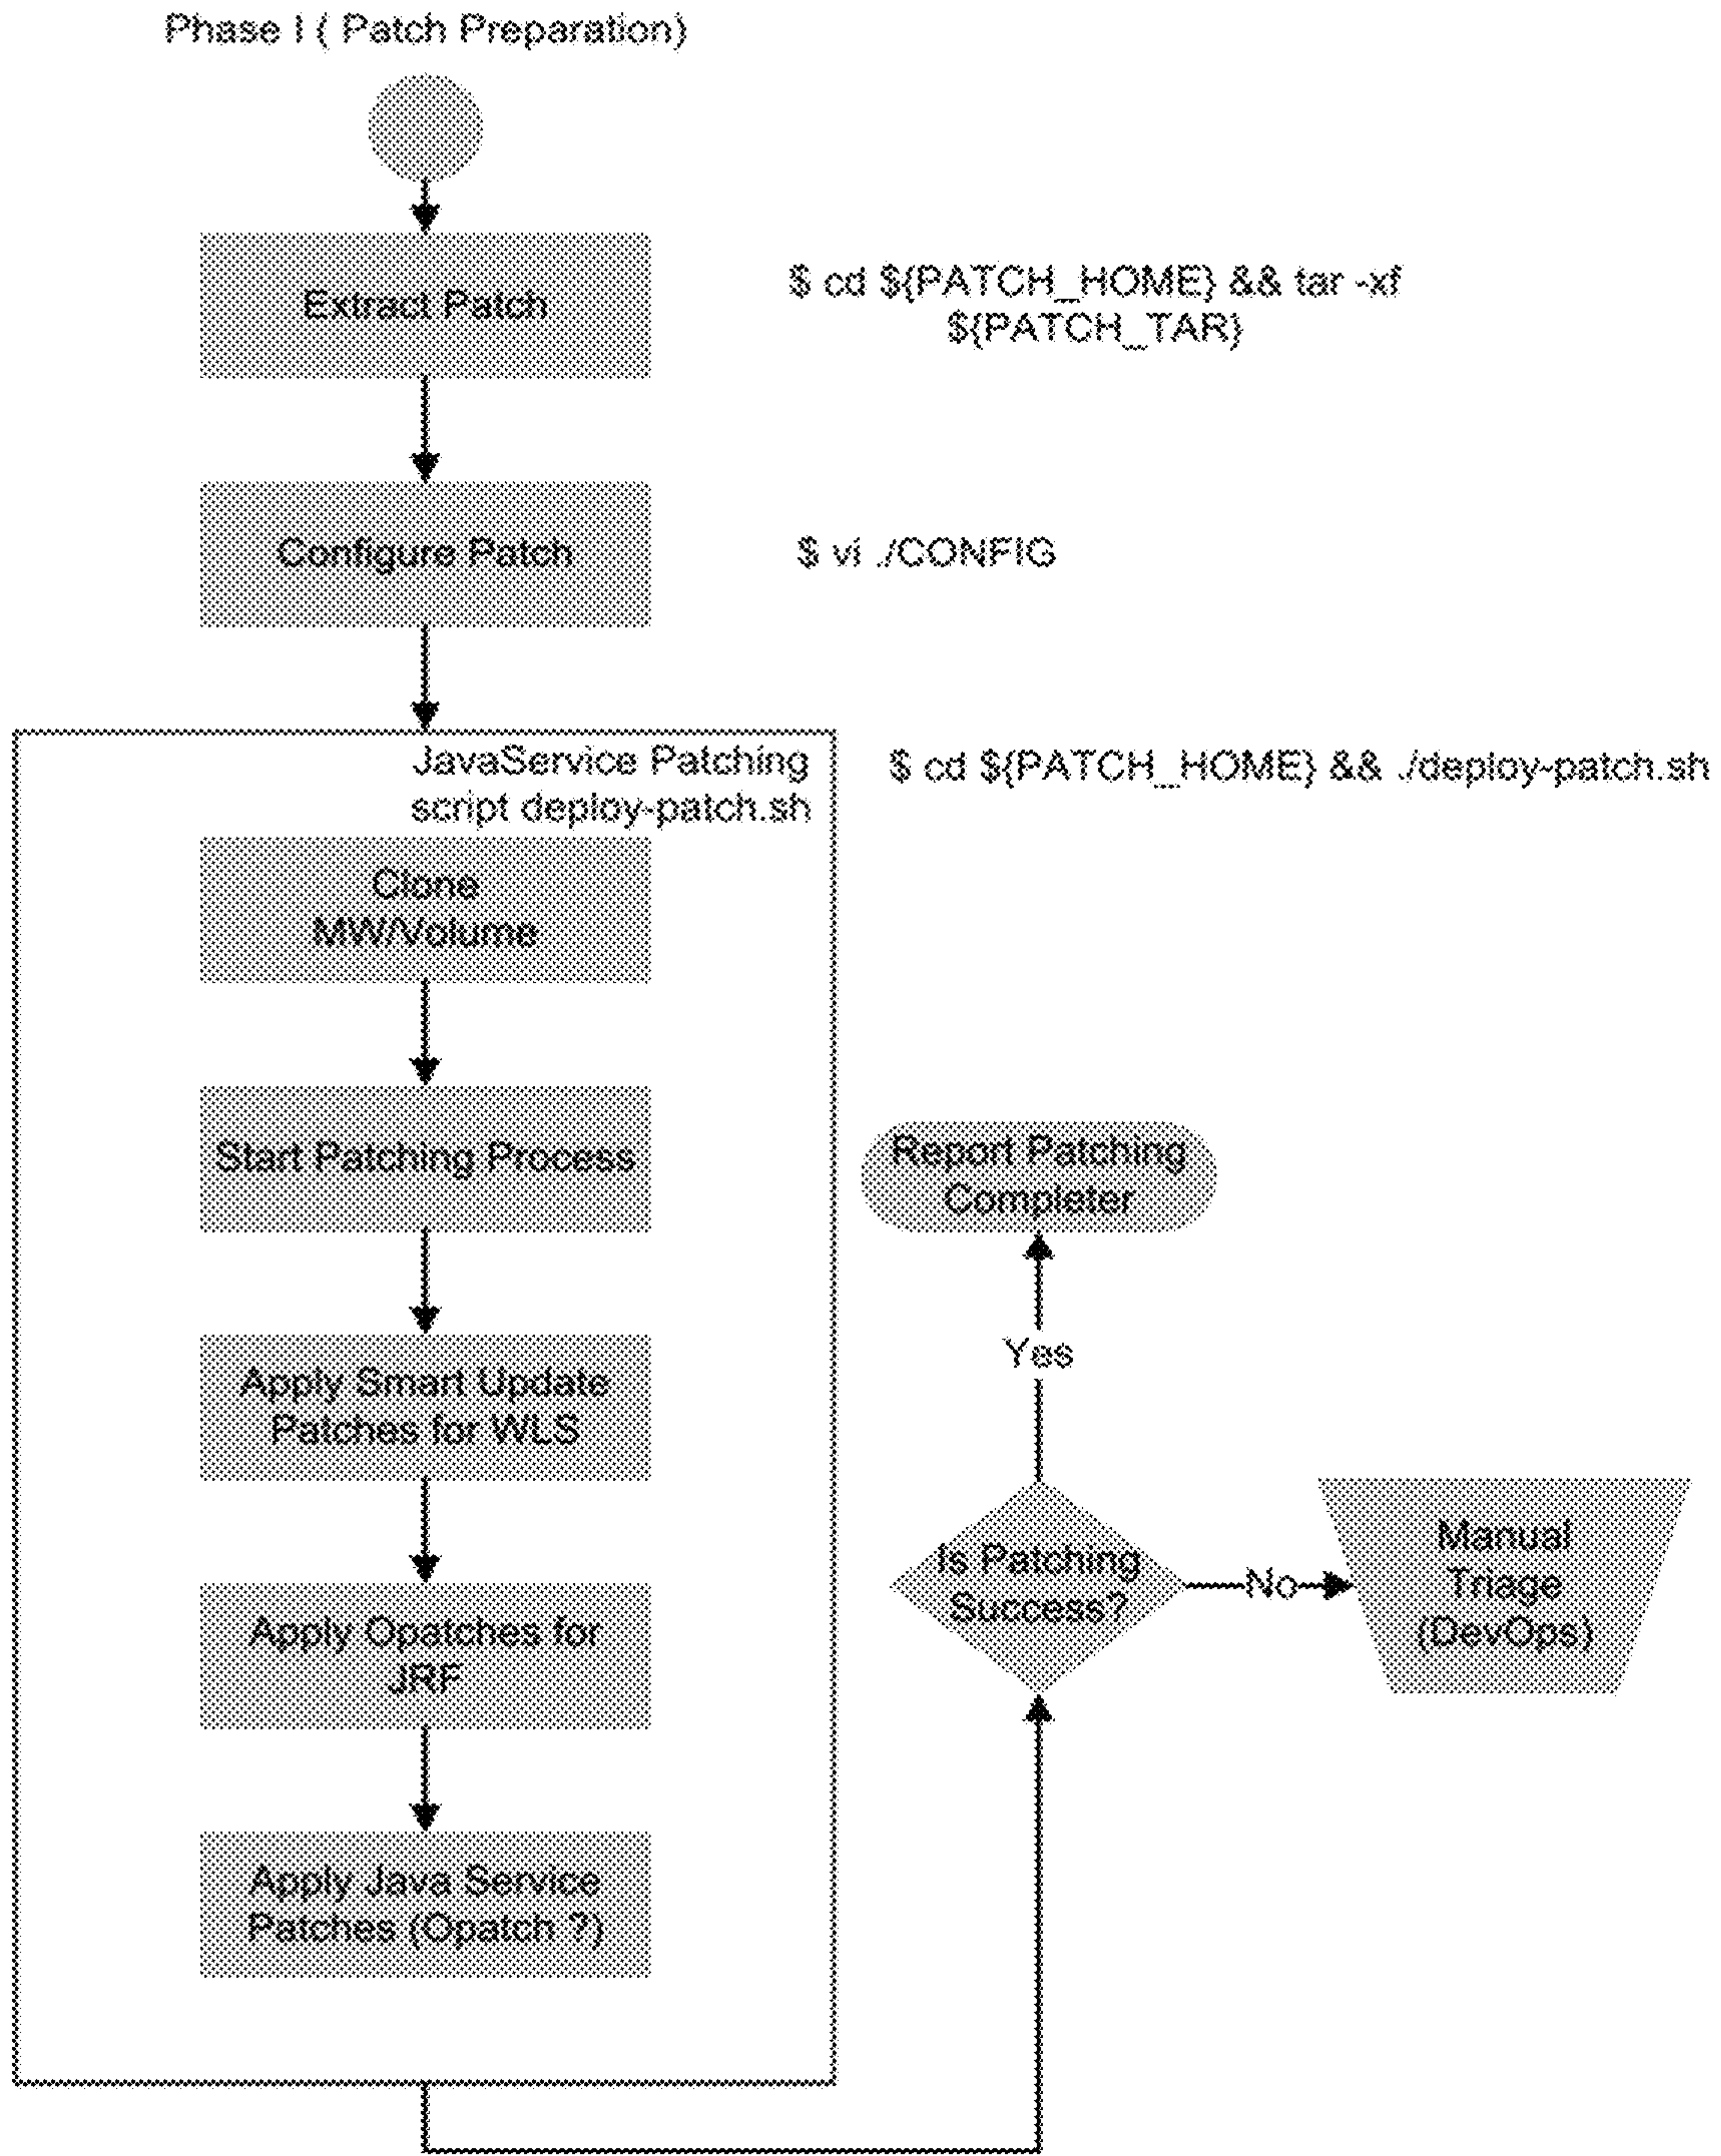 Phase I ( Patch Preparation)
Extract Patch
$ cd ${PATCH_HOME} && tar -xf
${PATCH_TAR}
Configure Patch
$ vi ./CONFIG
JavaService Patching
script deploy-patch.sh
$ cd ${PATCH_HOME} && ./deploy-patch.sh
Clone
MW/Volume
Start Patching Process
Apply Smart Update
Patches for WLS
Apply Opatches for
JRF
Apply Java Service
Patches (Opatch ?)
Report Patching
Completer
Yes
Is Patching
Success?
No
Manual
Triage
(DevOps)